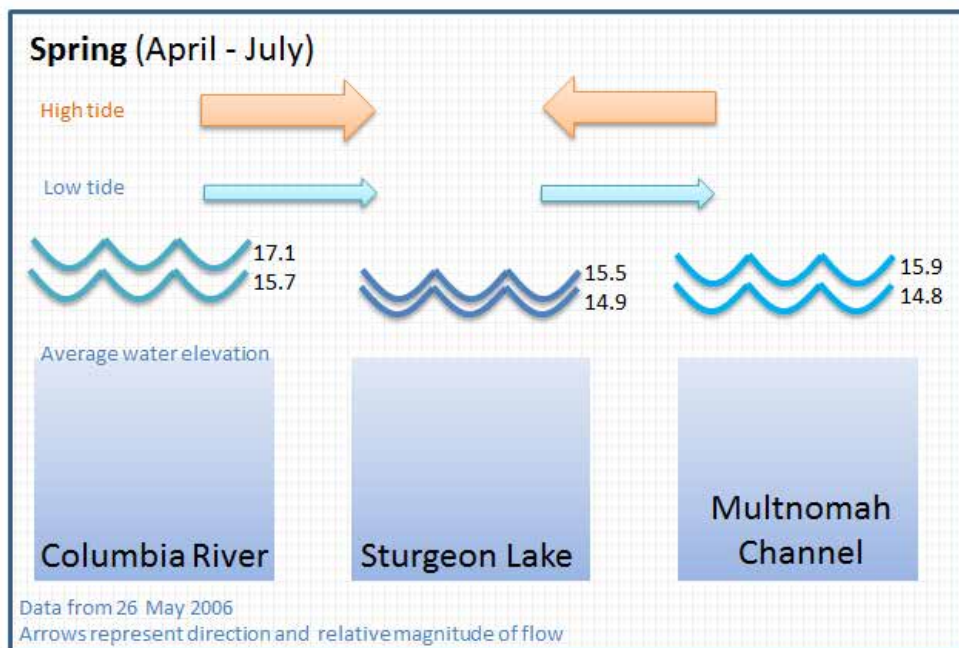 Spring (April - July)
High tide
Low tide
17.1
15.7
15.5
14.9
15.9
14.8
Average water elevation
Columbia River
Sturgeon Lake
Multnomah
Channel
Data from 26 May 2006
Arrows represent direction and relative magnitude of flow